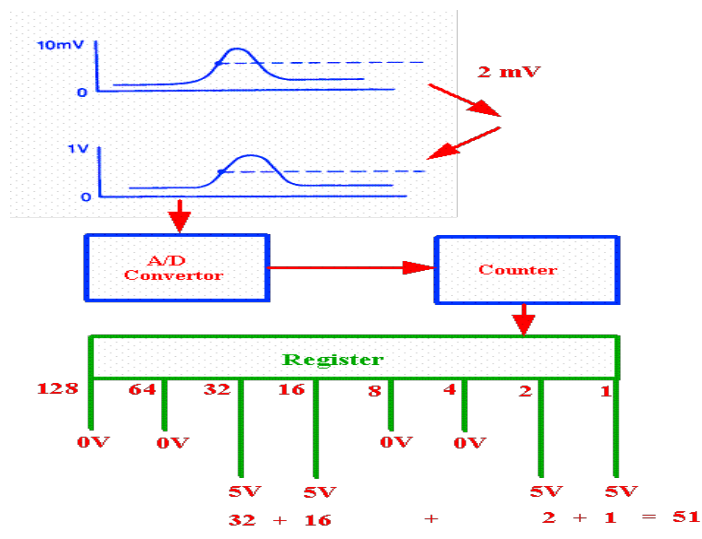 10mV
2 mV
0
1V
0
A/D
Convertor
Counter
Register
128 64 32 16 8 4 2 1
0V 0V 0V 0V
5V 5V 5V 5V
32 + 16 + 2 + 1 = 51